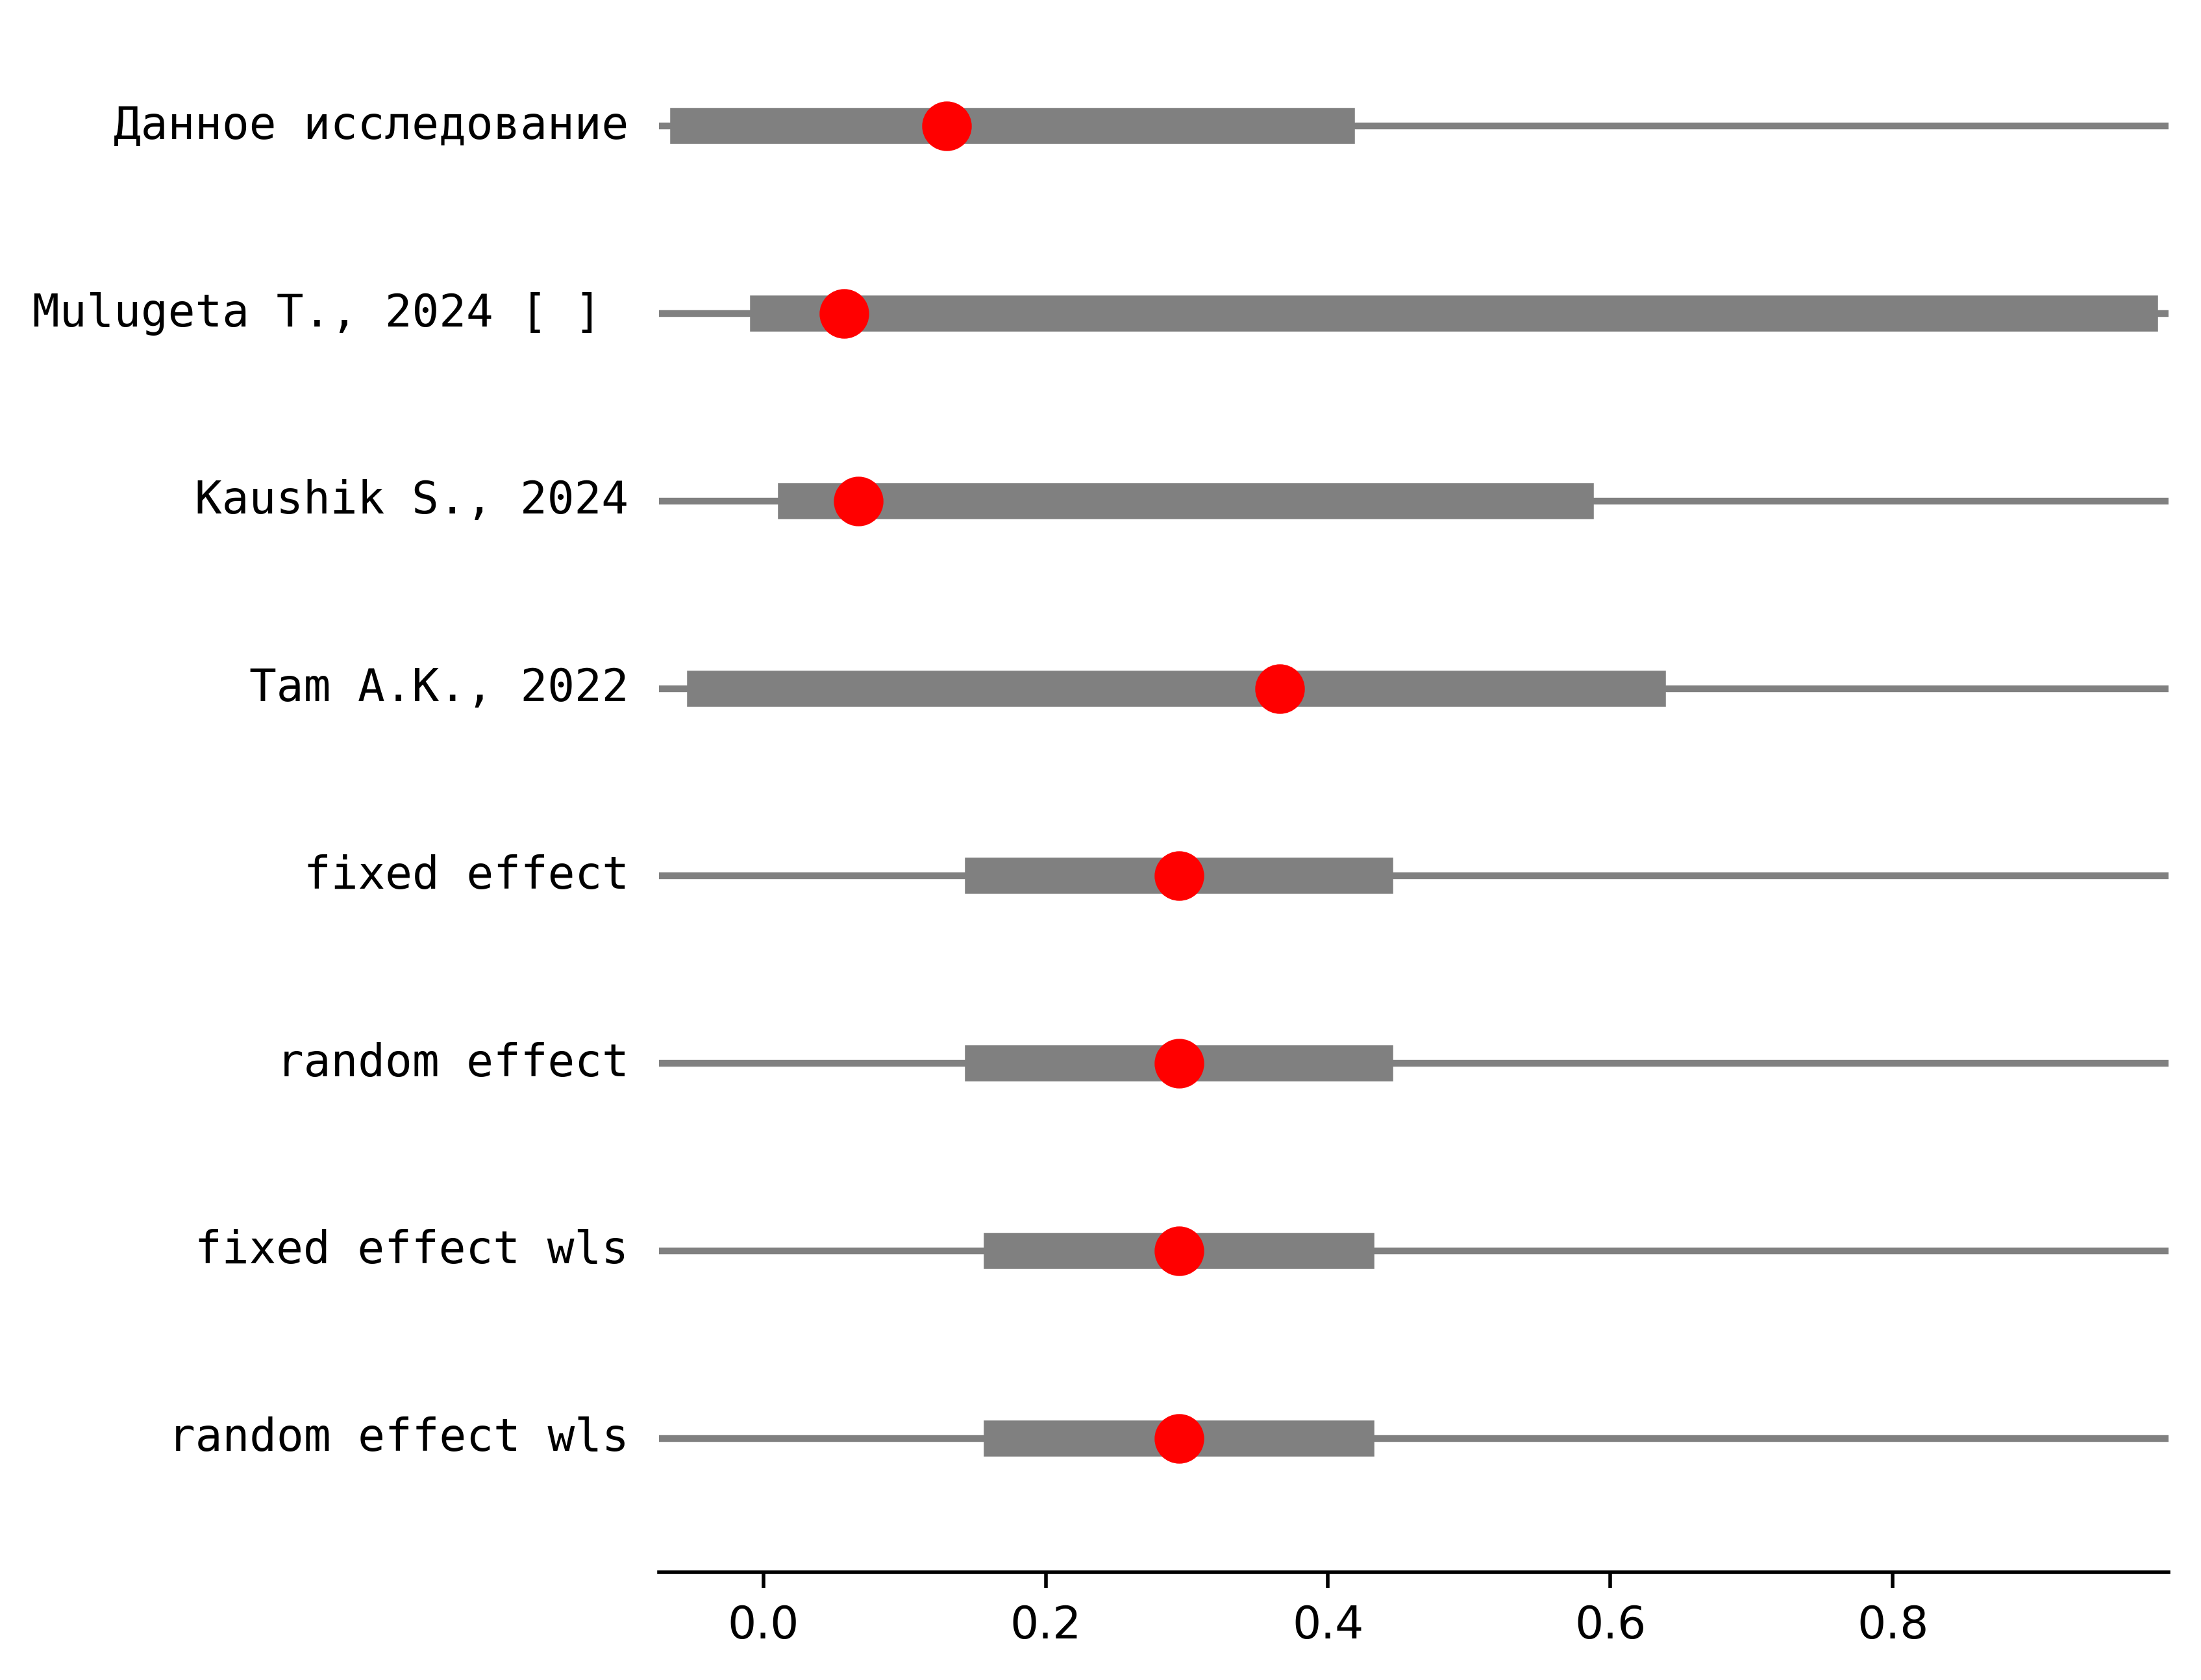 Данное исследование
Mulugeta T., 2024 [ ]
Kaushik S., 2024
Tam A.K., 2022
fixed effect
random effect
fixed effect wls
random effect wls
0.0 0.2 0.4 0.6 0.8